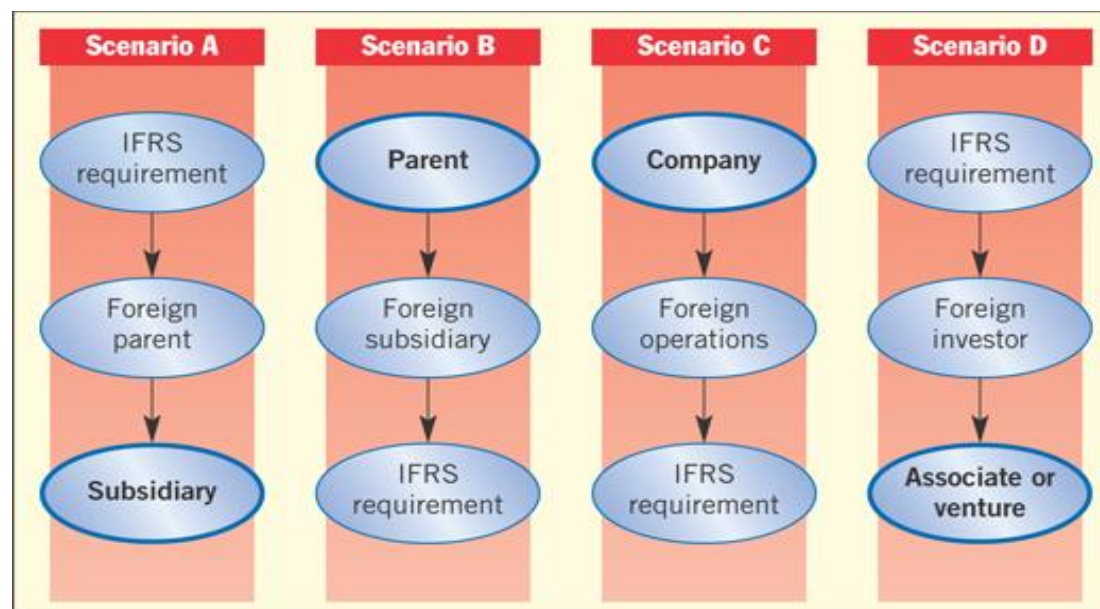 Scenario A
IFRS
requirement
Foreign
parent
Subsidiary
Scenario B
Parent
Foreign
subsidiary
IFRS
requirement
Scenario C
Company
Foreign
operations
IFRS
requirement
Scenario D
IFRS
requirement
Foreign
investor
Associate or
venture